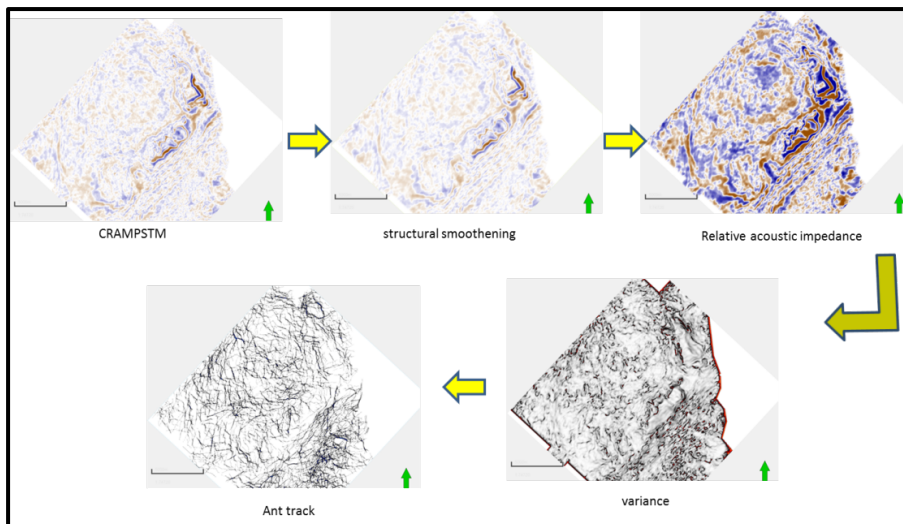 CRAMPSTM
structural smoothening
Relative acoustic impedance
Ant track
variance